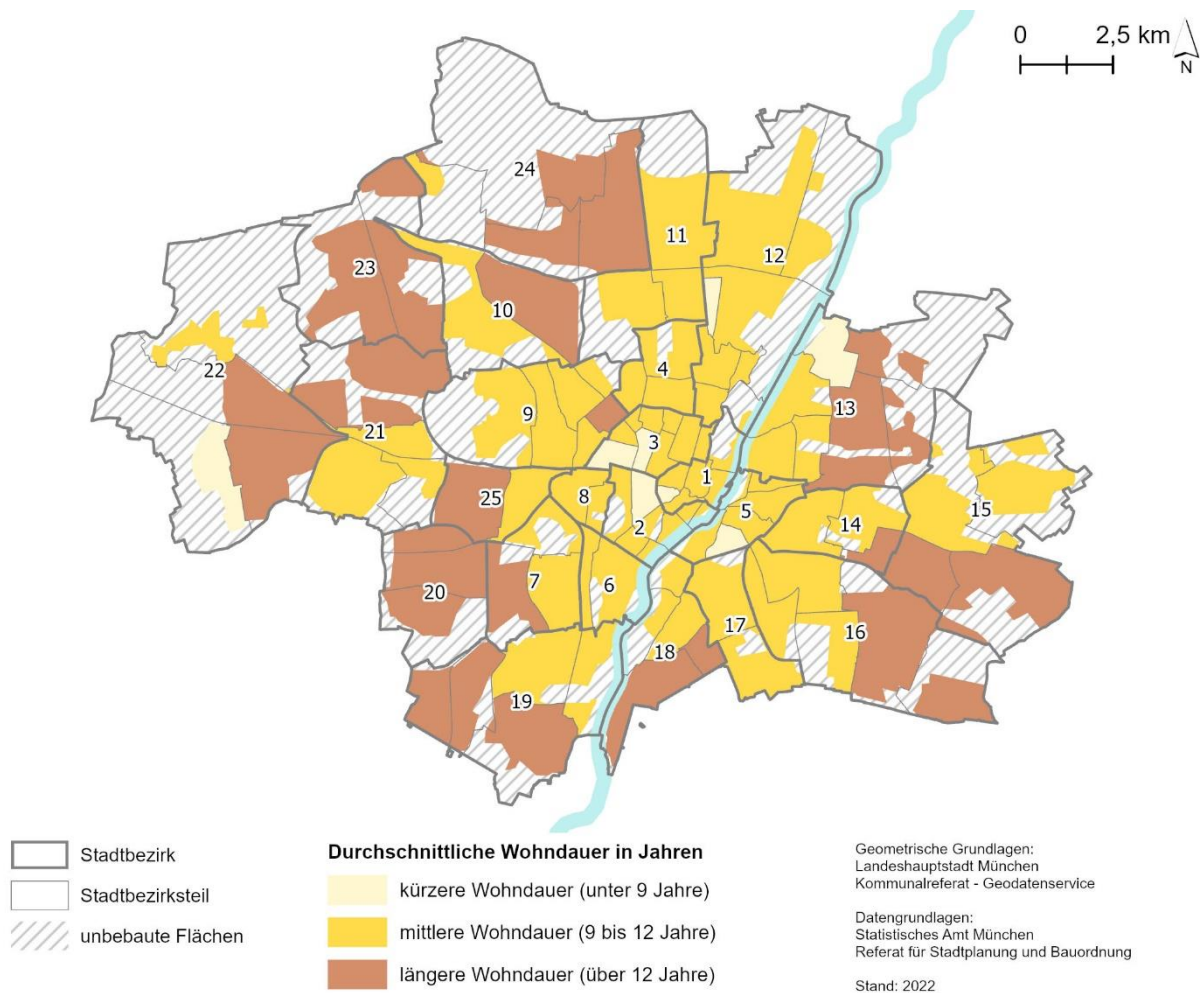 0 2,5 km
N
24
11
12
23
10
4
22
13
9
21
3
1
15
25
8
5
14
2
20
7
6
17
16
18
19
Stadtbezirk
Stadtbezirksteil
unbebaute Flächen
Durchschnittliche Wohndauer in Jahren
kürzere Wohndauer (unter 9 Jahre)
mittlere Wohndauer (9 bis 12 Jahre)
längere Wohndauer (über 12 Jahre)
Geometrische Grundlagen:
Landeshauptstadt München
Kommunalreferat - Geodatenservice
Datengrundlagen:
Statistisches Amt München
Referat für Stadtplanung und Bauordnung
Stand: 2022